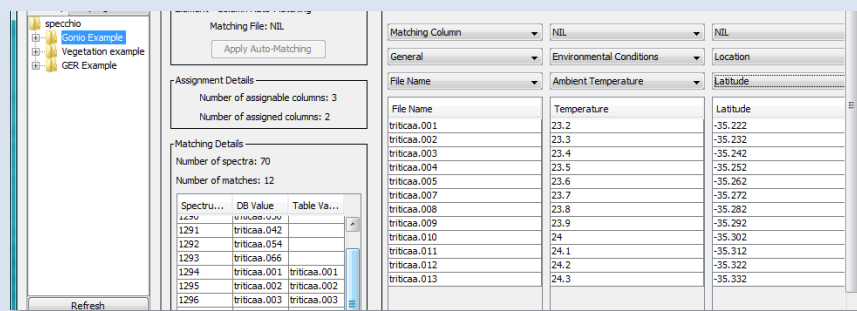 specchio
Gonio Example
Vegetation example
GER Example
Refresh
Matching File: NIL
Apply Auto-Matching
Assignment Details
Number of assignable columns: 3
Number of assigned columns: 2
Matching Details
Number of spectra: 70
Number of matches: 12
Spectru... DB Value Table Va...
1290 triticaa.030
1291 triticaa.042
1292 triticaa.054
1293 triticaa.066
1294 triticaa.001 triticaa.001
1295 triticaa.002 triticaa.002
1296 triticaa.003 triticaa.003
Matching Column NIL NIL
General Environmental Conditions Location
File Name Ambient Temperature Latitude
File Name Temperature Latitude
triticaa.001 23.2 -35.222
triticaa.002 23.3 -35.232
triticaa.003 23.4 -35.242
triticaa.004 23.5 -35.252
triticaa.005 23.6 -35.262
triticaa.007 23.7 -35.272
triticaa.008 23.8 -35.282
triticaa.009 23.9 -35.292
triticaa.010 24 -35.302
triticaa.011 24.1 -35.312
triticaa.012 24.2 -35.322
triticaa.013 24.3 -35.332